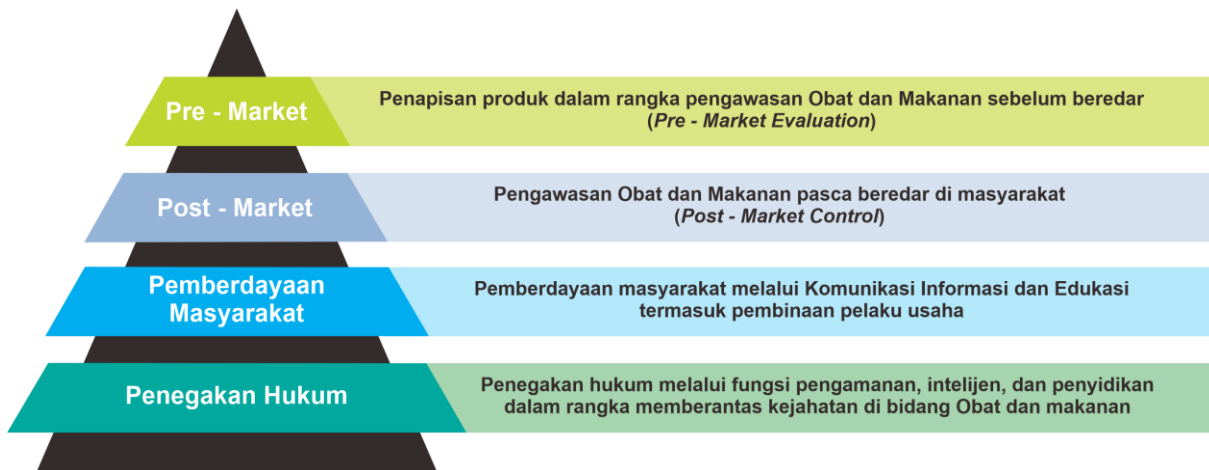 Pre - Market
Penapisan produk dalam rangka pengawasan Obat dan Makanan sebelum beredar
(Pre - Market Evaluation)
Post - Market
Pengawasan Obat dan Makanan pasca beredar di masyarakat
(Post - Market Control)
Pemberdayaan
Masyarakat
Pemberdayaan masyarakat melalui Komunikasi Informasi dan Edukasi
termasuk pembinaan pelaku usaha
Penegakan Hukum
Penegakan hukum melalui fungsi pengamanan, intelijen, dan penyidikan
dalam rangka memberantas kejahatan di bidang Obat dan makanan